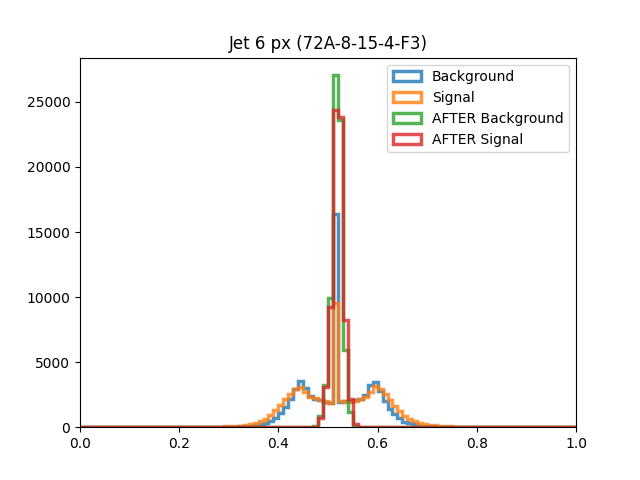 Jet 6 px (72A-8-15-4-F3)
Background
Signal
AFTER Background
AFTER Signal
25000
20000
15000
10000
5000
0
0.0 0.2 0.4 0.6 0.8 1.0